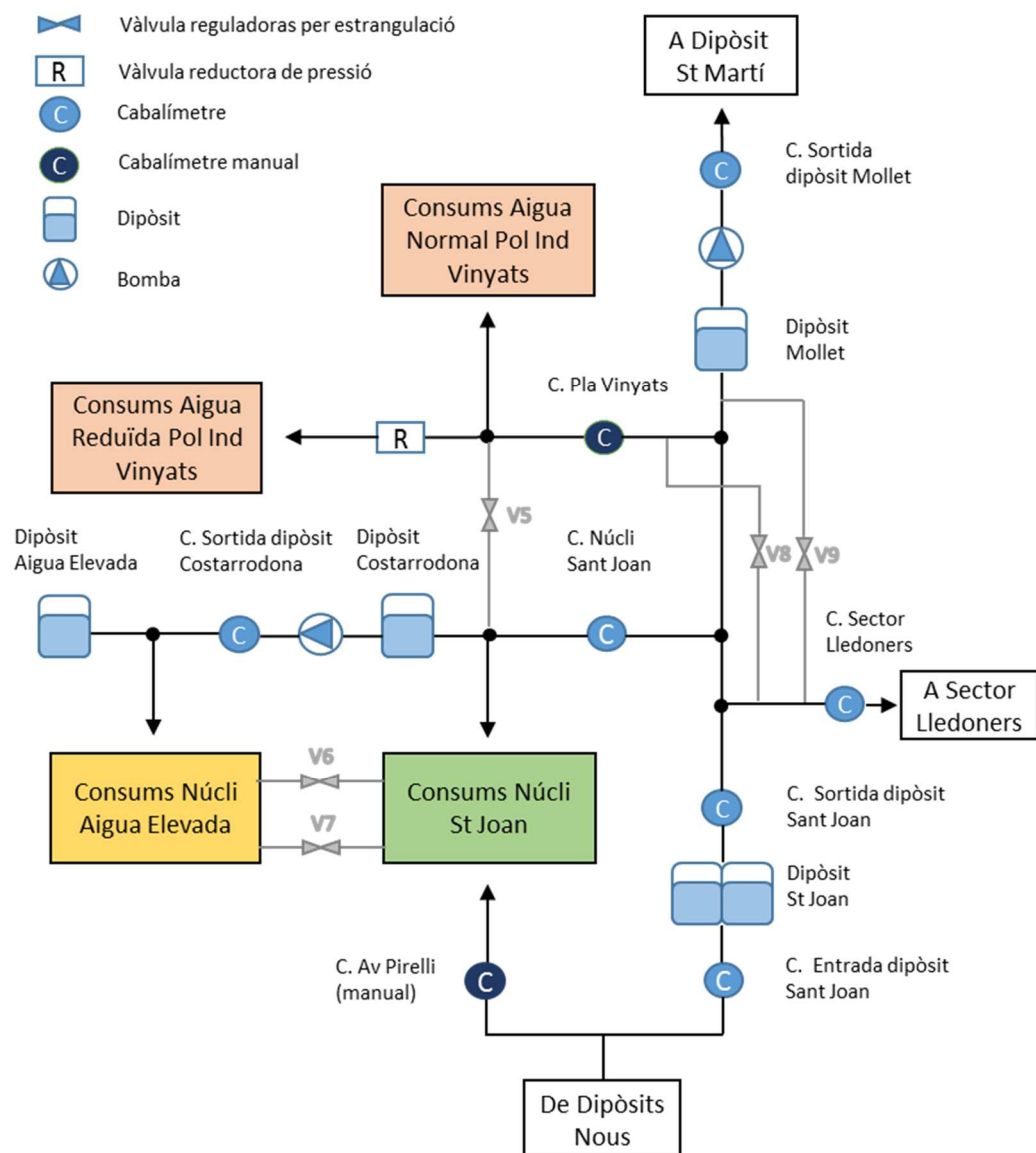 Vàlvula reguladoras per estrangulació
R
Vàlvula reductora de pressió
C
Cabalímetre
C
Cabalímetre manual
Dipòsit
Bomba
A Dipòsit
St Martí
C
C. Sortida
dipòsit Mollet
Consums Aigua
Normal Pol Ind
Vinyats
Dipòsit
Mollet
C. Pla Vinyats
Consums Aigua
Reduïda Pol Ind
Vinyats
R
C
V5
V8
V9
Dipòsit
Aigua Elevada
C. Sortida dipòsit
Costarrodona
Dipòsit
Costarrodona
C. Núcli
Sant Joan
C
C
C. Sector
Lledoners
C
A Sector
Lledoners
Consums Núcli
Aigua Elevada
V6
V7
Consums Núcli
St Joan
C
C. Sortida dipòsit
Sant Joan
Dipòsit
St Joan
C. Av Pirelli
(manual)
C
C
C. Entrada dipòsit
Sant Joan
De Dipòsits
Nous